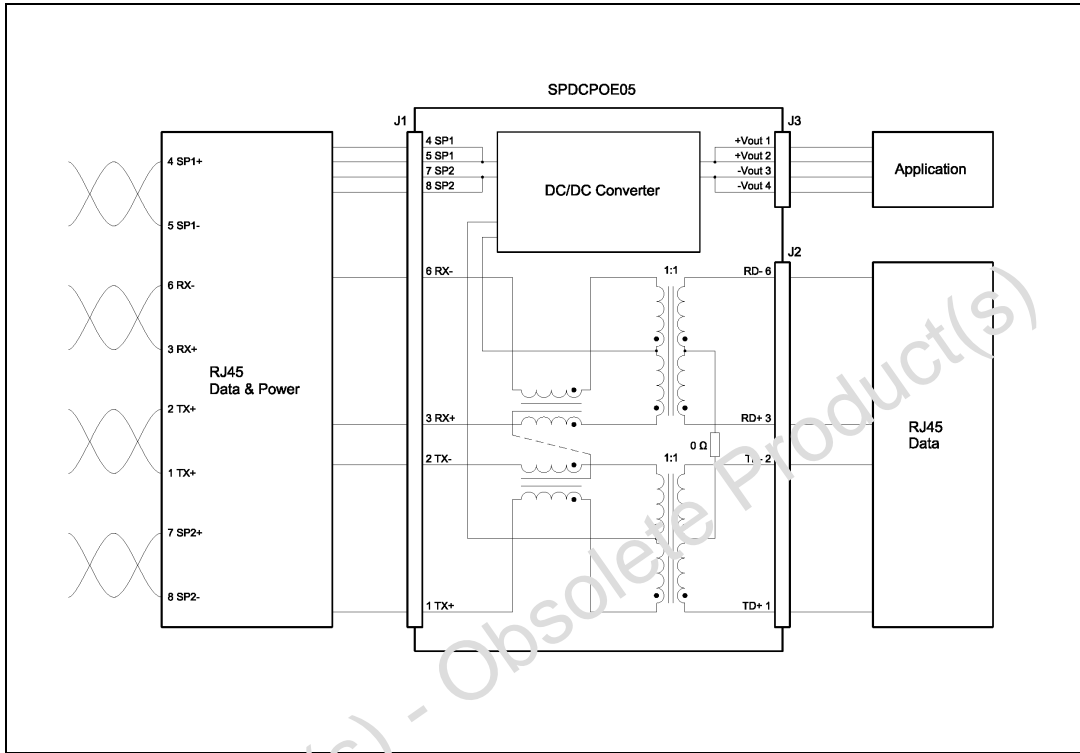 SPDCPOE05
J1
J3
4 SP1
5 SP1
7 SP2
8 SP2
+Vout 1
+Vout 2
-Vout 3
-Vout 4
DC/DC Converter
Application
4 SP1+
5 SP1-
6 RX-
3 RX+
2 TX+
1 TX+
7 SP2+
8 SP2-
RJ45
Data & Power
J2
6 RX-
1:1
RD- 6
3 RX+
RD+ 3
0 Ω
2 TX-
1:1
2
1 TX+
TD+ 1
RJ45
Data
(s) - Obsolete Product(s)